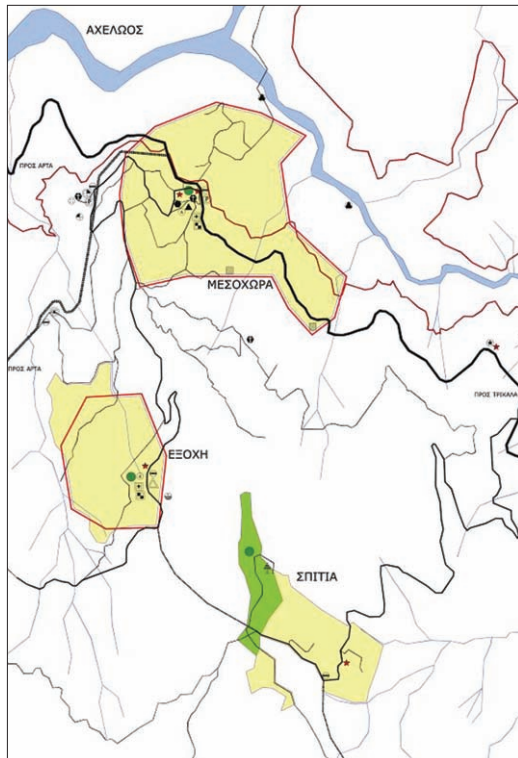 ΑΧΕΛΩΟΣ
ΠΡΟΣ ΑΡΤΑ
ΜΕΣΟΧΩΡΑ
ΠΡΟΣ ΑΡΤΑ
ΠΡΟΣ ΤΡΙΚΑΛΑ
ΕΞΟΧΗ
ΣΠΙΤΙΑ